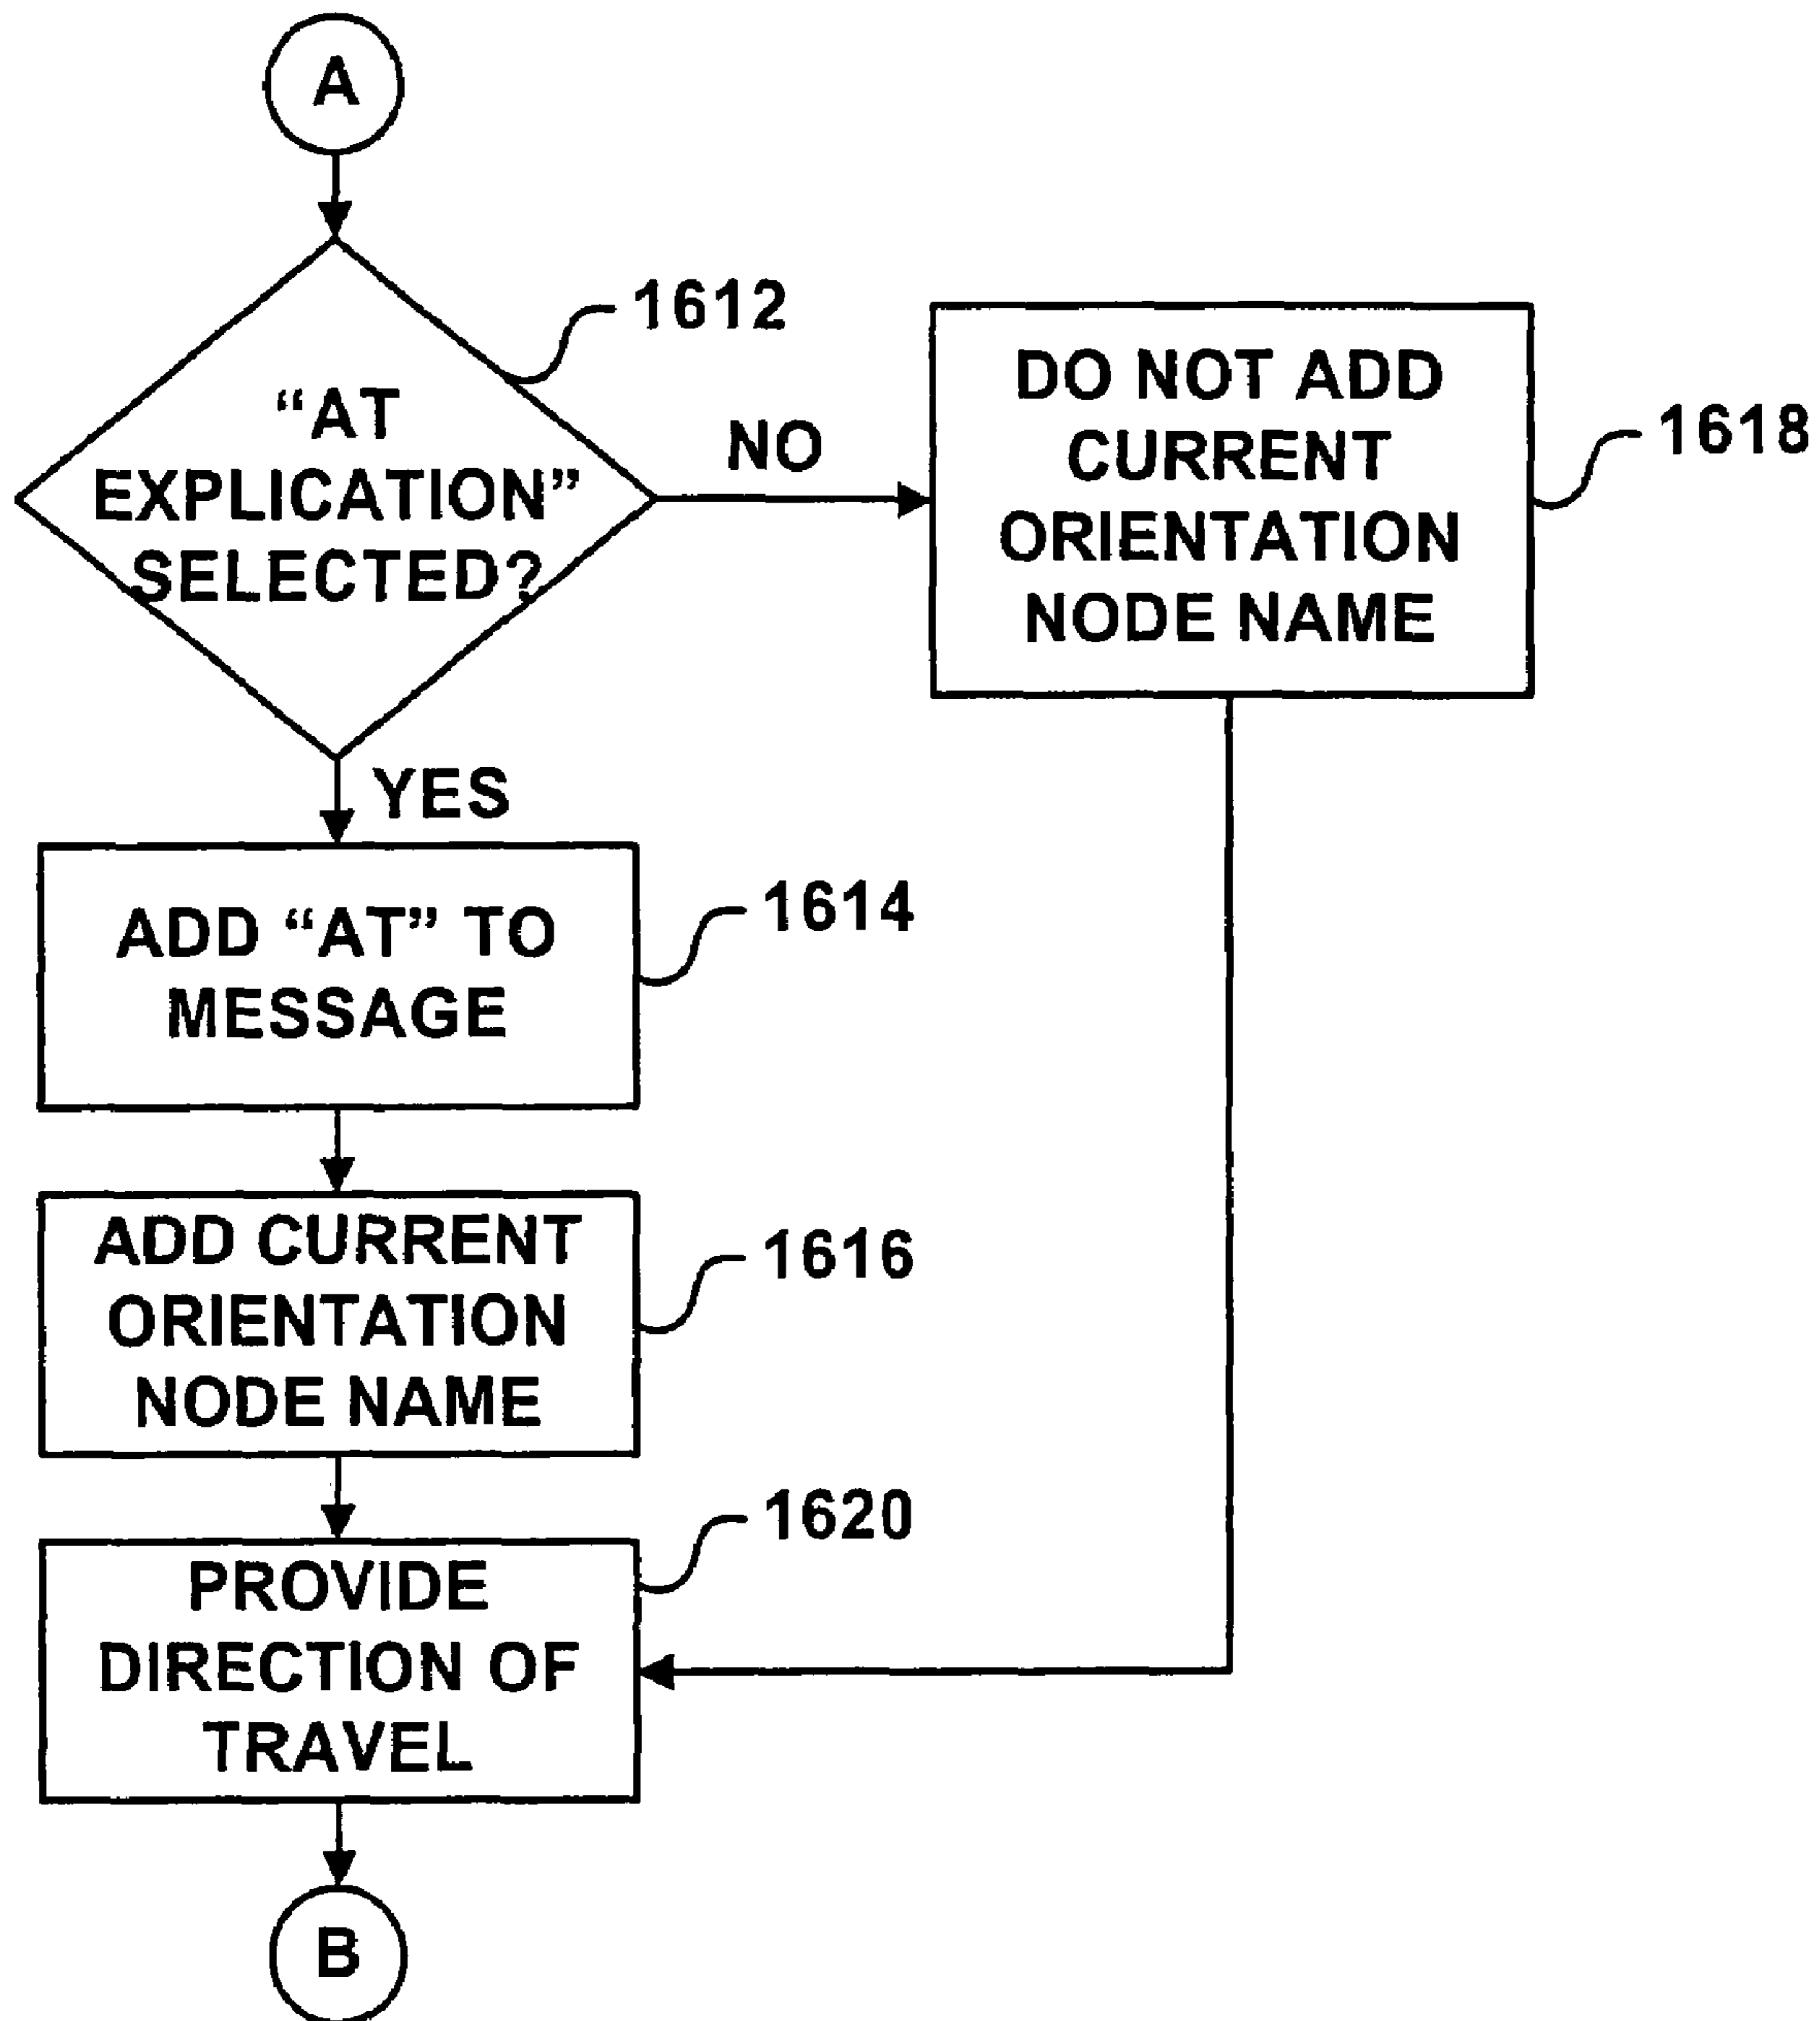 A
1612
“AT
EXPLICATION”
SELECTED?
NO
DO NOT ADD
CURRENT
ORIENTATION
NODE NAME
1618
YES
ADD “AT” TO
MESSAGE
1614
ADD CURRENT
ORIENTATION
NODE NAME
1616
PROVIDE
DIRECTION OF
TRAVEL
1620
B